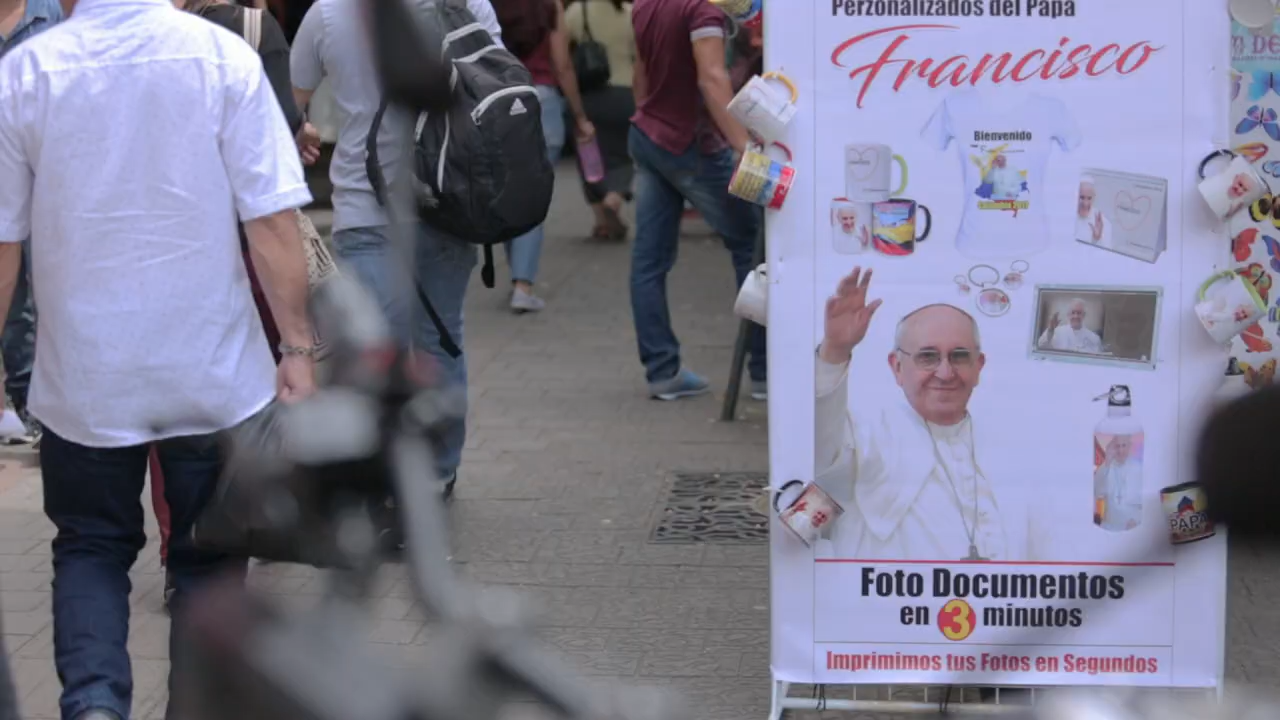 Perzonalizados del Papa
Francisco
Bienvenido
Foto Documentos
en 3 minutos
Imprimimos tus Fotos en Segundos
PAPA